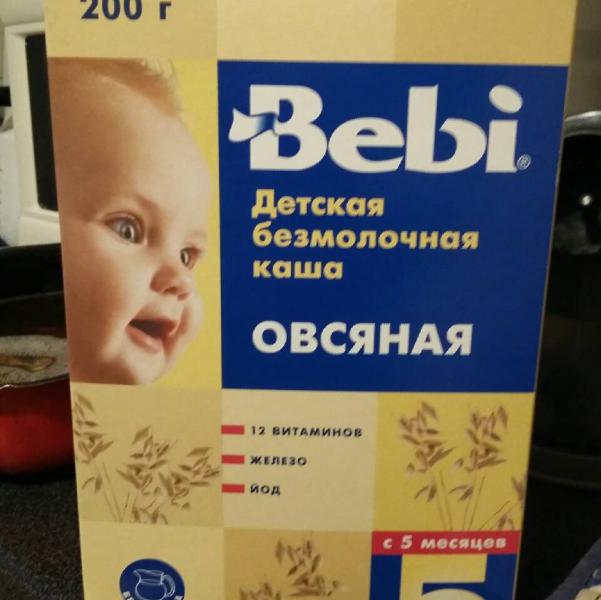 200 г
Bebi®
Детская
безмолочная
каша
ОВСЯНАЯ
12 ВИТАМИНОВ
ЖЕЛЕЗО
ЙОД
с 5 месяцев
5